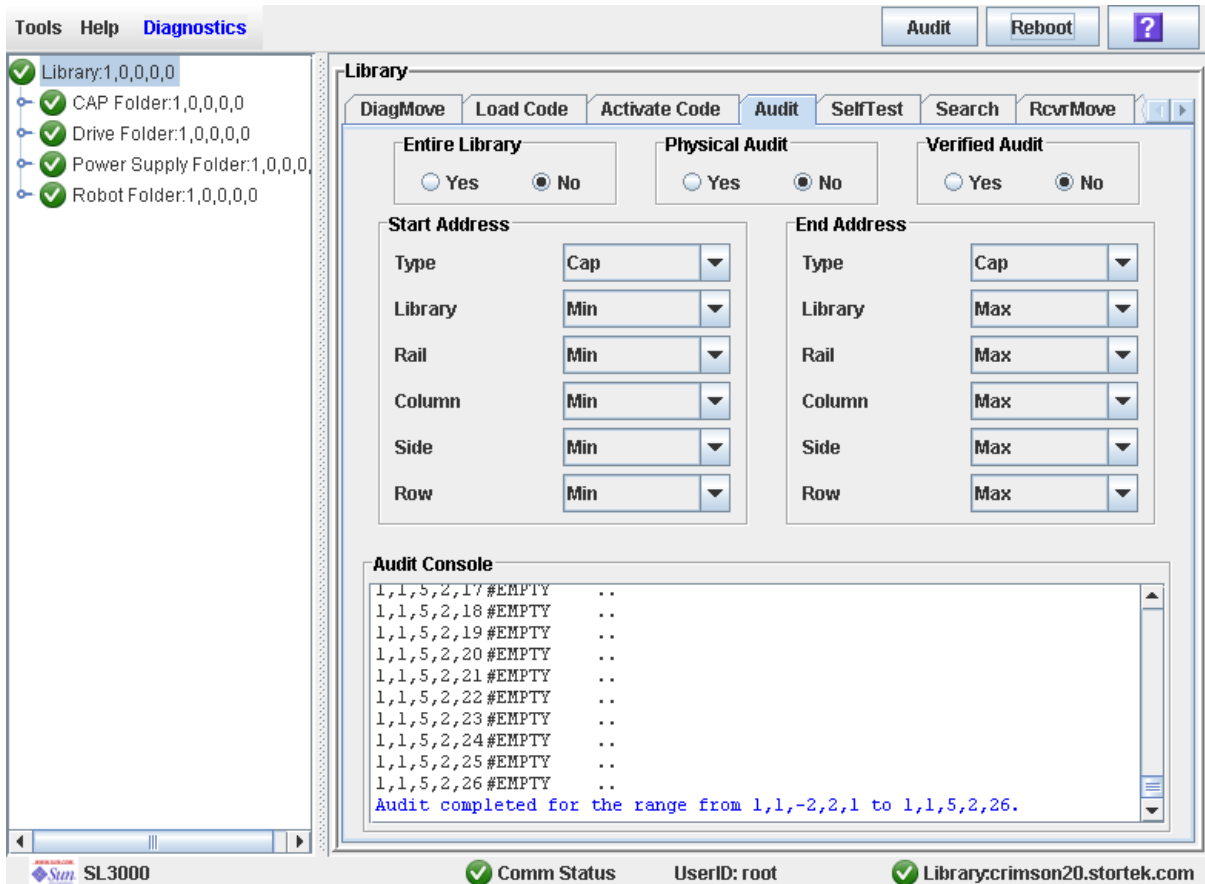 Tools Help Diagnostics Audit Reboot ?
Library:1,0,0,0,0
CAP Folder:1,0,0,0,0
Drive Folder:1,0,0,0,0
Power Supply Folder:1,0,0,0,
Robot Folder:1,0,0,0,0
Library
DiagMove Load Code Activate Code Audit SelfTest Search RcvrMove
Entire Library Physical Audit Verified Audit
Yes No Yes No Yes No
Start Address End Address
Type Cap Type Cap
Library Min Library Max
Rail Min Rail Max
Column Min Column Max
Side Min Side Max
Row Min Row Max
Audit Console
1,1,5,2,17#EMPTY ..
1,1,5,2,18#EMPTY ..
1,1,5,2,19#EMPTY ..
1,1,5,2,20#EMPTY ..
1,1,5,2,21#EMPTY ..
1,1,5,2,22#EMPTY ..
1,1,5,2,23#EMPTY ..
1,1,5,2,24#EMPTY ..
1,1,5,2,25#EMPTY ..
1,1,5,2,26#EMPTY ..
Audit completed for the range from 1,1,-2,2,1 to 1,1,5,2,26.
Sun SL3000 Comm Status UserID: root Library:crimson20.stortek.com